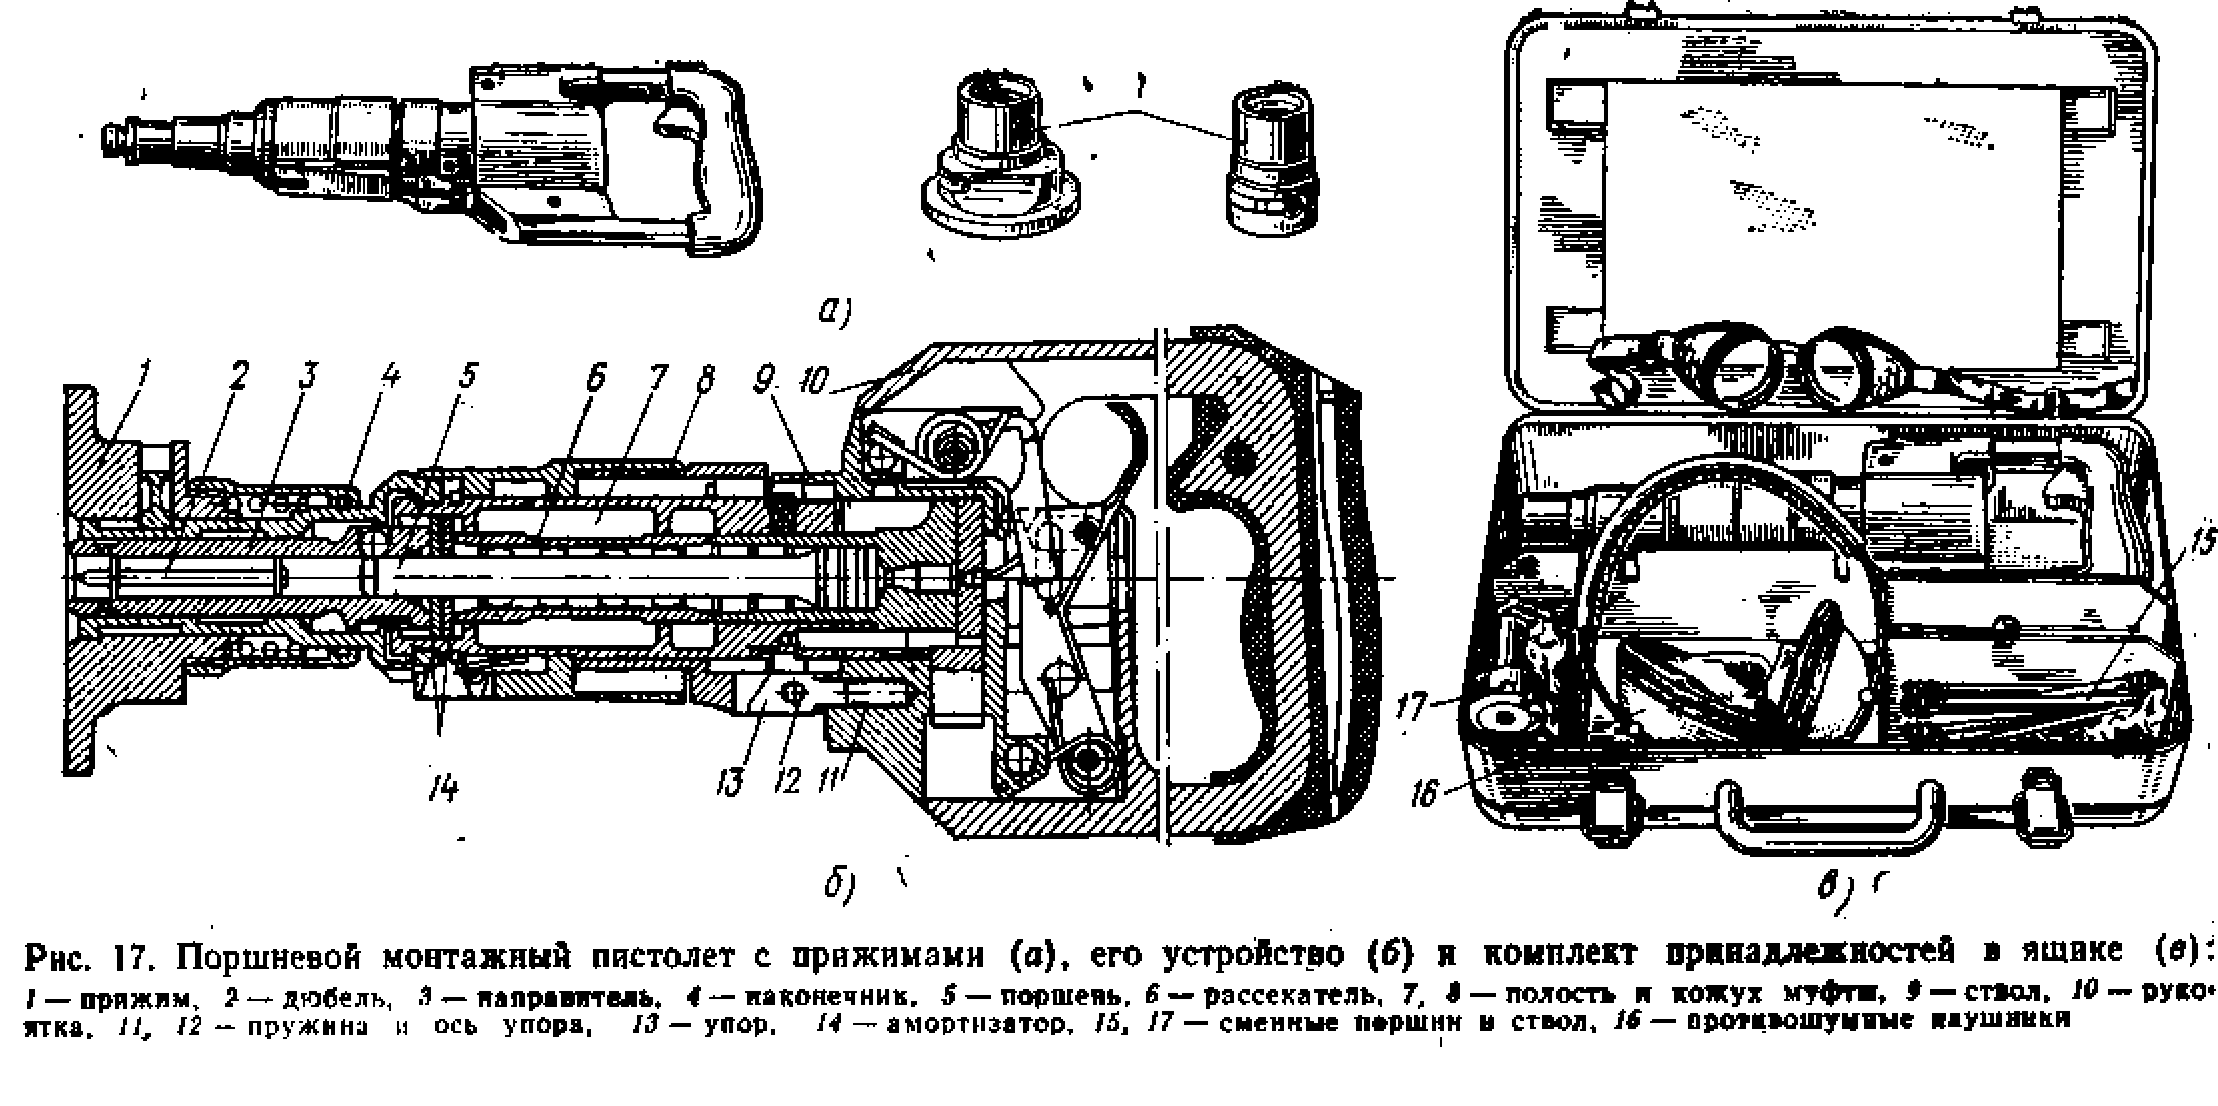 1
а)
1 2 3 4 5 6 7 8 9 10
15
17
16
14 13 12 11
б) в)
Рис. 17. Поршневой монтажный пистолет с прижимами (а), его устройство (б) и комплект принадлежностей в ящике (в):
1 — прижим, 2 — дюбель, 3 — направитель, 4 — наконечник, 5 — поршень, 6 — рассекатель, 7, 8 — полость и кожух муфты, 9 — ствол, 10 — руко-
ятка, 11, 12 — пружина и ось упора, 13 — упор, 14 — амортизатор, 15, 17 — сменные поршни и ствол, 16 — противошумные наушники